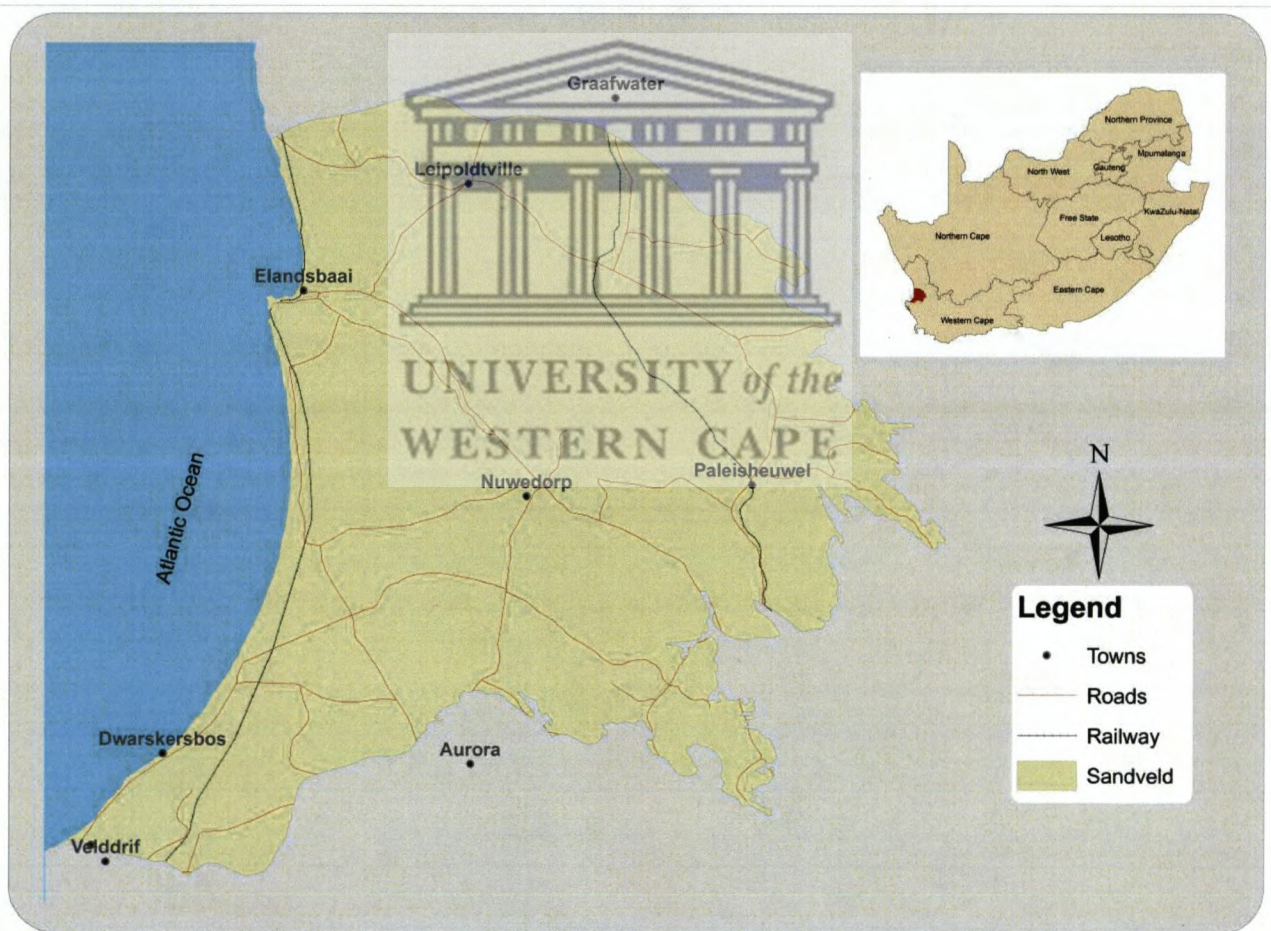 Graafwater
Leipoldtville
Elandsbaai
UNIVERSITY of the
WESTERN CAPE
Nuwedorp
Paleisheuwel
Atlantic Ocean
Dwarskersbos
Aurora
Velddrif
Northern Province
Mpumalanga
Gauteng
North West
Free State
KwaZulu-Natal
Lesotho
Northern Cape
Eastern Cape
Western Cape
N
Legend
Towns
Roads
Railway
Sandveld